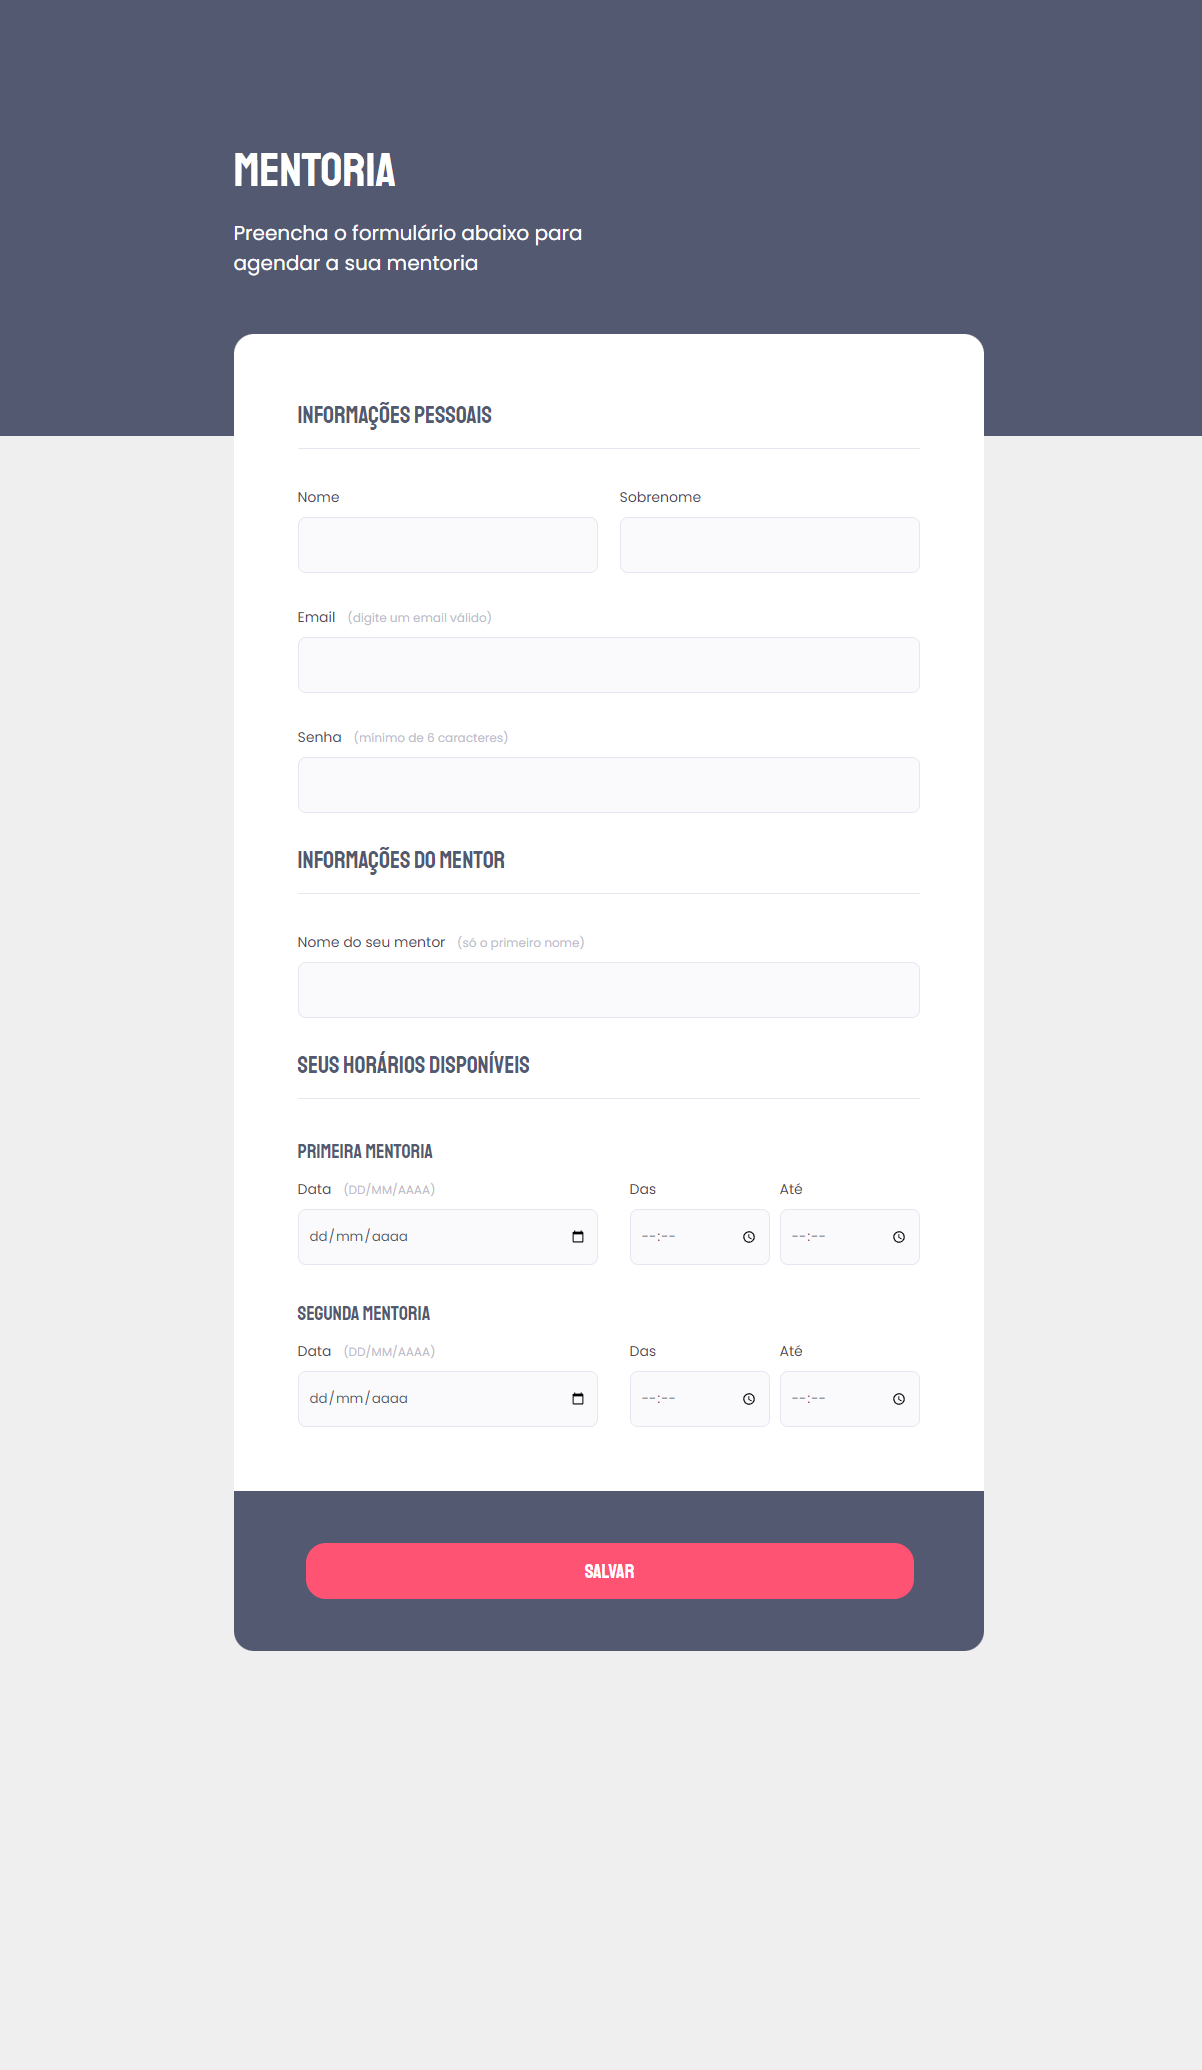 MENTORIA
Preencha o formulário abaixo para
agendar a sua mentoria
INFORMAÇÕES PESSOAIS
Nome Sobrenome
Email (digite um email válido)
Senha (mínimo de 6 caracteres)
INFORMAÇÕES DO MENTOR
Nome do seu mentor (só o primeiro nome)
SEUS HORÁRIOS DISPONÍVEIS
PRIMEIRA MENTORIA
Data (DD/MM/AAAA) Das Até
dd/mm/aaaa --:-- --:--
SEGUNDA MENTORIA
Data (DD/MM/AAAA) Das Até
dd/mm/aaaa --:-- --:--
SALVAR